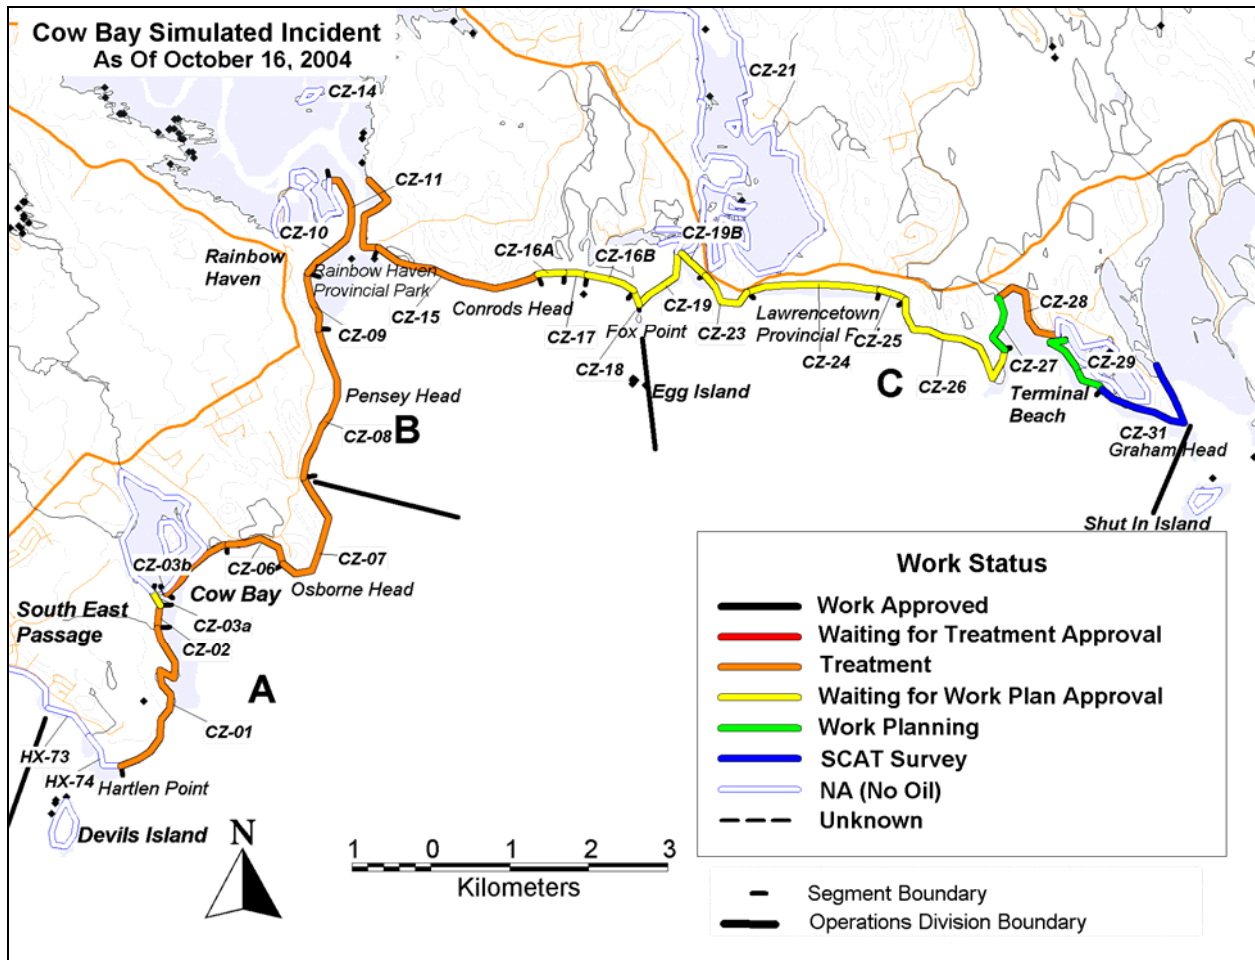 Cow Bay Simulated Incident
As Of October 16, 2004
CZ-14
CZ-21
CZ-11
CZ-10
CZ-19B
CZ-16A
CZ-16B
Rainbow
Haven
Rainbow Haven
Provincial Park
CZ-15
Conrods Head
CZ-17
CZ-19
CZ-28
CZ-09
Fox Point
CZ-23
Lawrencetown
Provincial P
CZ-25
CZ-24
CZ-18
CZ-27
CZ-29
CZ-26
C
Egg Island
Terminal
Beach
Pensey Head
B
CZ-08
CZ-31
Graham Head
Shut In Island
CZ-07
CZ-06
CZ-03b
Cow Bay
Osborne Head
South East
Passage
CZ-03a
CZ-02
A
CZ-01
HX-73
HX-74
Hartlen Point
Devils Island
N
1 0 1 2 3
Kilometers
Work Status
Work Approved
Waiting for Treatment Approval
Treatment
Waiting for Work Plan Approval
Work Planning
SCAT Survey
NA (No Oil)
Unknown
Segment Boundary
Operations Division Boundary